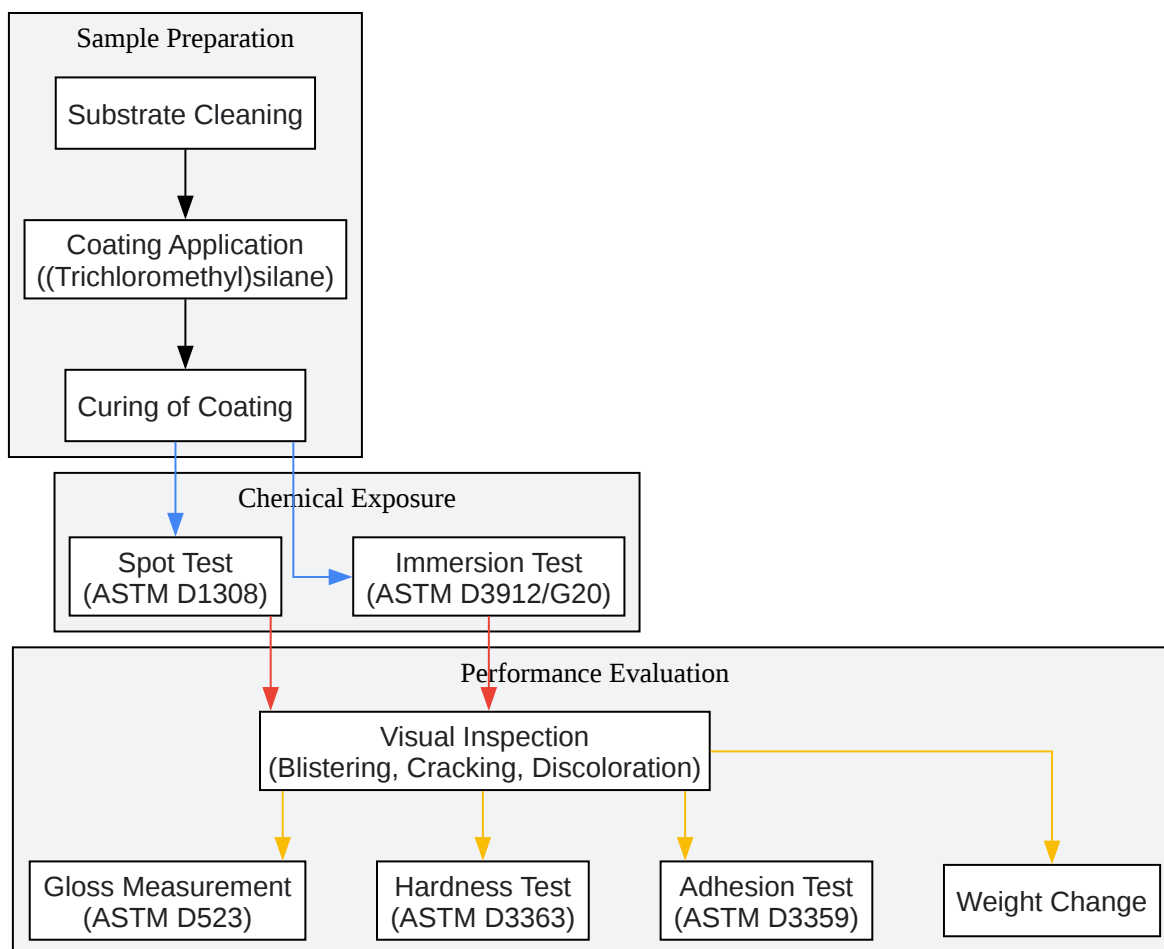 Sample Preparation
Substrate Cleaning
Coating Application
((Trichloromethyl)silane)
Curing of Coating
Chemical Exposure
Spot Test
(ASTM D1308)
Immersion Test
(ASTM D3912/G20)
Performance Evaluation
Visual Inspection
(Blistering, Cracking, Discoloration)
Gloss Measurement
(ASTM D523)
Hardness Test
(ASTM D3363)
Adhesion Test
(ASTM D3359)
Weight Change